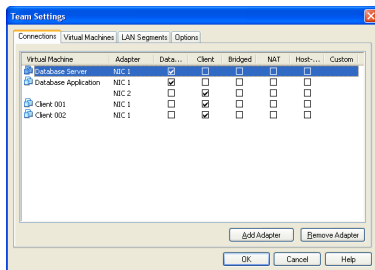 Team Settings
Connections Virtual Machines LAN Segments Options
Virtual Machine Adapter Data... Client Bridged NAT Host-... Custom
Database Server NIC 1
Database Application NIC 1
NIC 2
Client 001 NIC 1
Client 002 NIC 1
Add Adapter Remove Adapter
OK Cancel Help